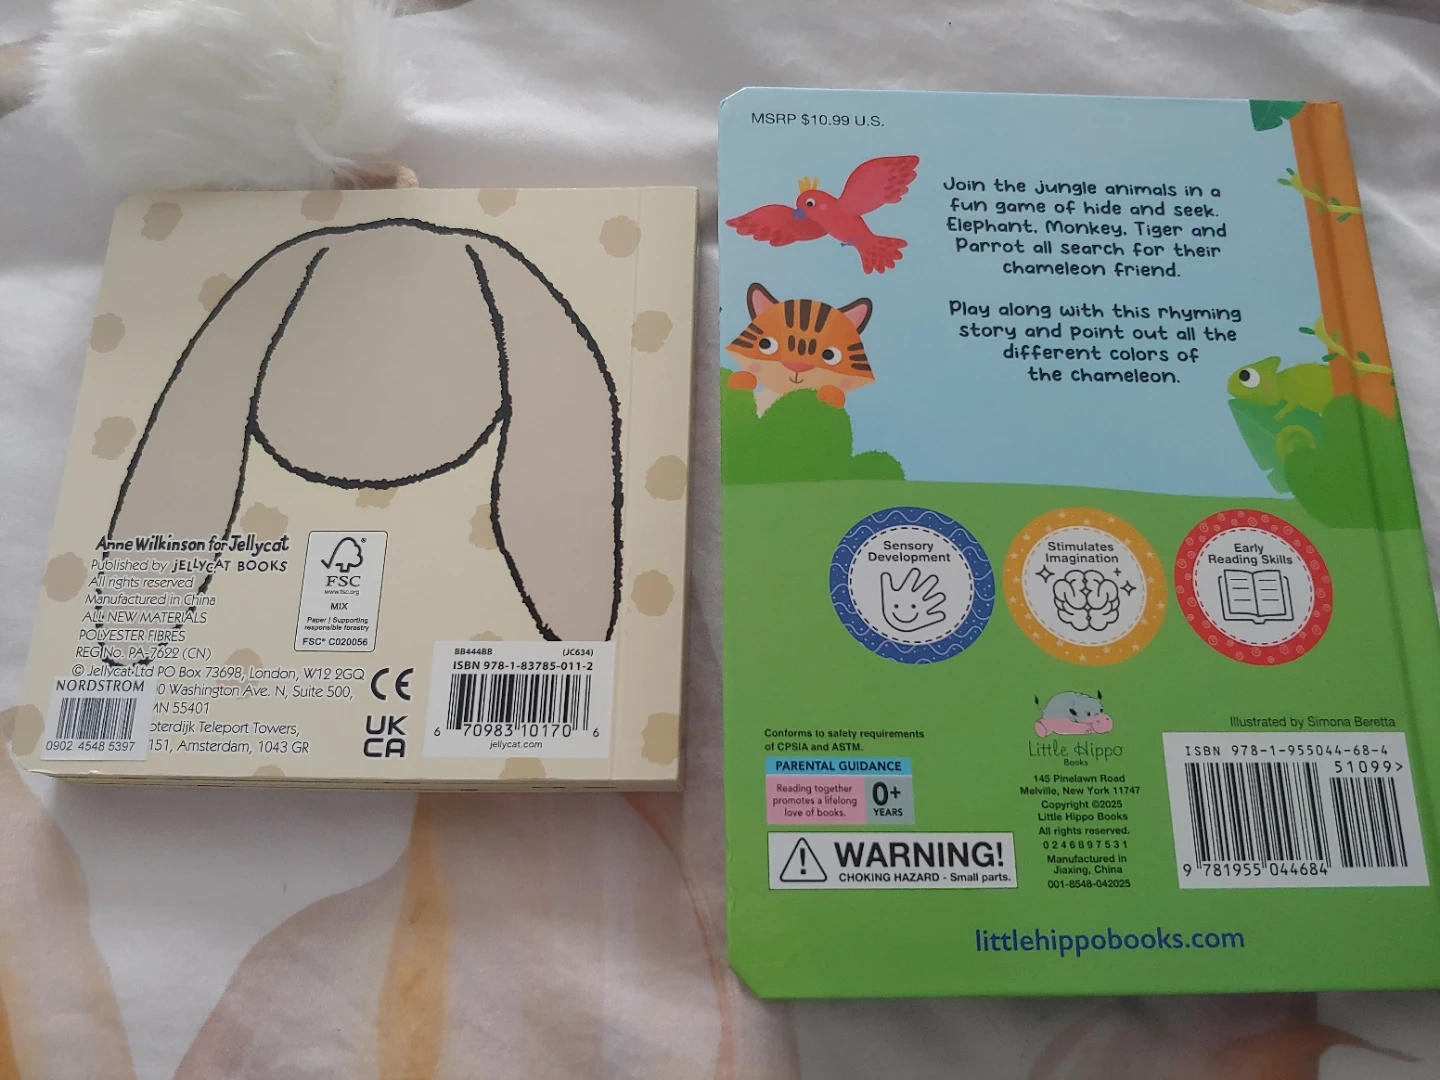 Anne Wilkinson for Jellycat
Published by JELLYCAT BOOKS
All rights reserved
Manufactured in China
ALL NEW MATERIALS
POLYESTER FIBRES
REG No. PA-7622 (CN)
© Jellycat Ltd PO Box 73698, London, W12 2GQ
0 Washington Ave. N, Suite 500,
MN 55401
oterdijk Teleport Towers,
151, Amsterdam, 1043 GR
NORDSTROM
0902 4548 5397
FSC
www.fsc.org
MIX
Paper | Supporting
responsible forestry
FSC® C020056
CE
UK
CA
BB444BB (JC634)
ISBN 978-1-83785-011-2
6 70983 10170 6
jellycat.com
MSRP $10.99 U.S.
Join the jungle animals in a
fun game of hide and seek.
Elephant, Monkey, Tiger and
Parrot all search for their
chameleon friend.
Play along with this rhyming
story and point out all the
different colors of
the chameleon.
Sensory
Development
Stimulates
Imagination
Early
Reading Skills
Conforms to safety requirements
of CPSIA and ASTM.
PARENTAL GUIDANCE
Reading together
promotes a lifelong
love of books.
0+
YEARS
WARNING!
CHOKING HAZARD - Small parts.
Little Hippo
Books
145 Pinelawn Road
Melville, New York 11747
Copyright ©2025
Little Hippo Books
All rights reserved.
0 2 4 6 8 9 7 5 3 1
Manufactured in
Jiaxing, China
001-8548-042025
Illustrated by Simona Beretta
ISBN 978-1-955044-68-4
51099>
9 781955 044684
littlehippobooks.com